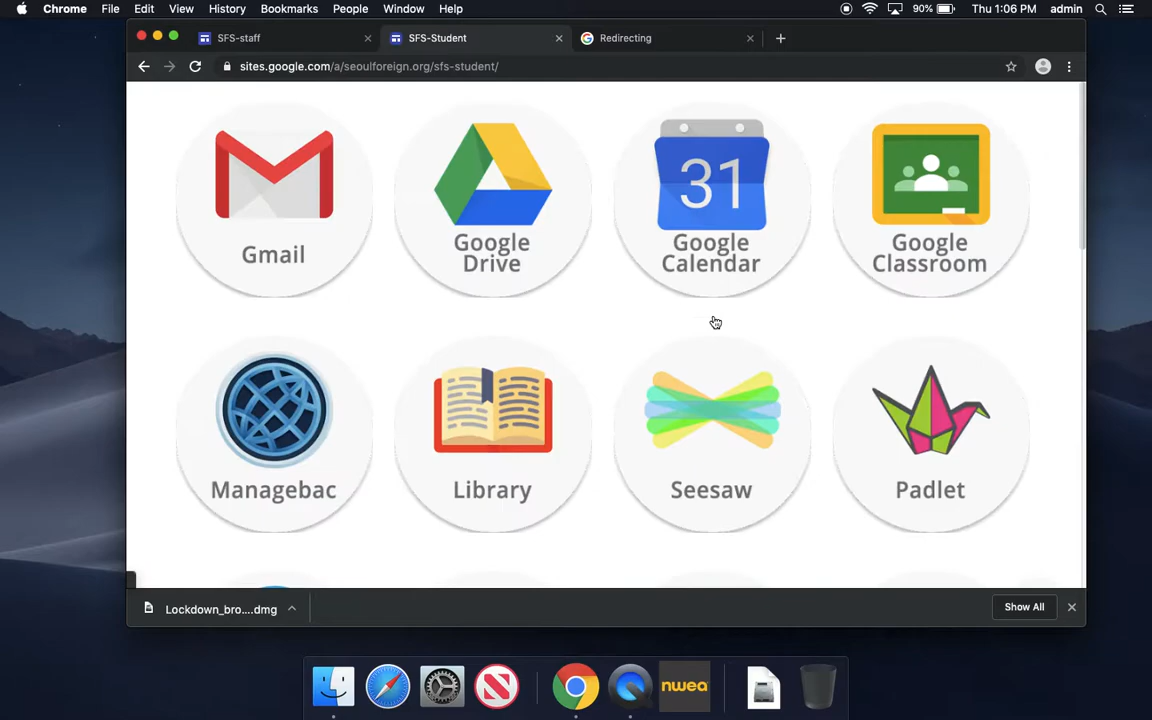 Chrome File Edit View History Bookmarks People Window Help 90% Thu 1:06 PM admin
SFS-staff SFS-Student Redirecting
sites.google.com/a/seoulforeign.org/sfs-student/
31
Gmail
Google
Drive
Google
Calendar
Google
Classroom
Managebac
Library
Seesaw
Padlet
Lockdown_bro....dmg
Show All
nwea